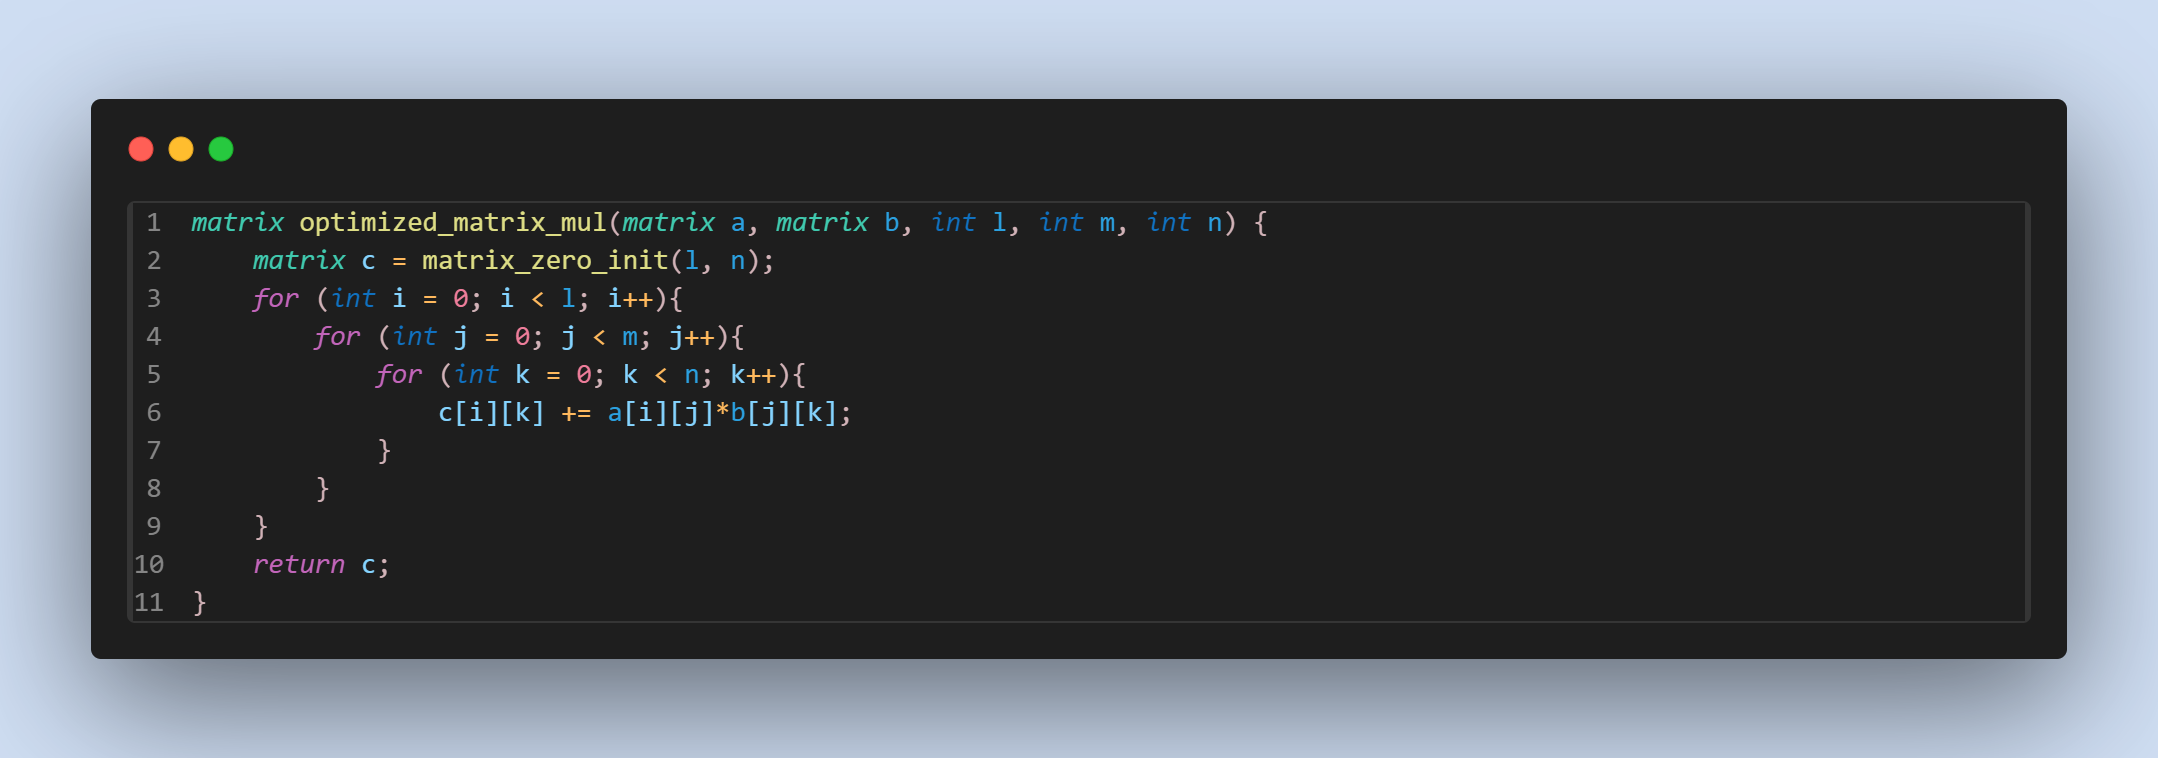 1 matrix optimized_matrix_mul(matrix a, matrix b, int l, int m, int n) {
2     matrix c = matrix_zero_init(l, n);
3     for (int i = 0; i < l; i++){
4         for (int j = 0; j < m; j++){
5             for (int k = 0; k < n; k++){
6                 c[i][k] += a[i][j]*b[j][k];
7             }
8         }
9     }
10     return c;
11 }